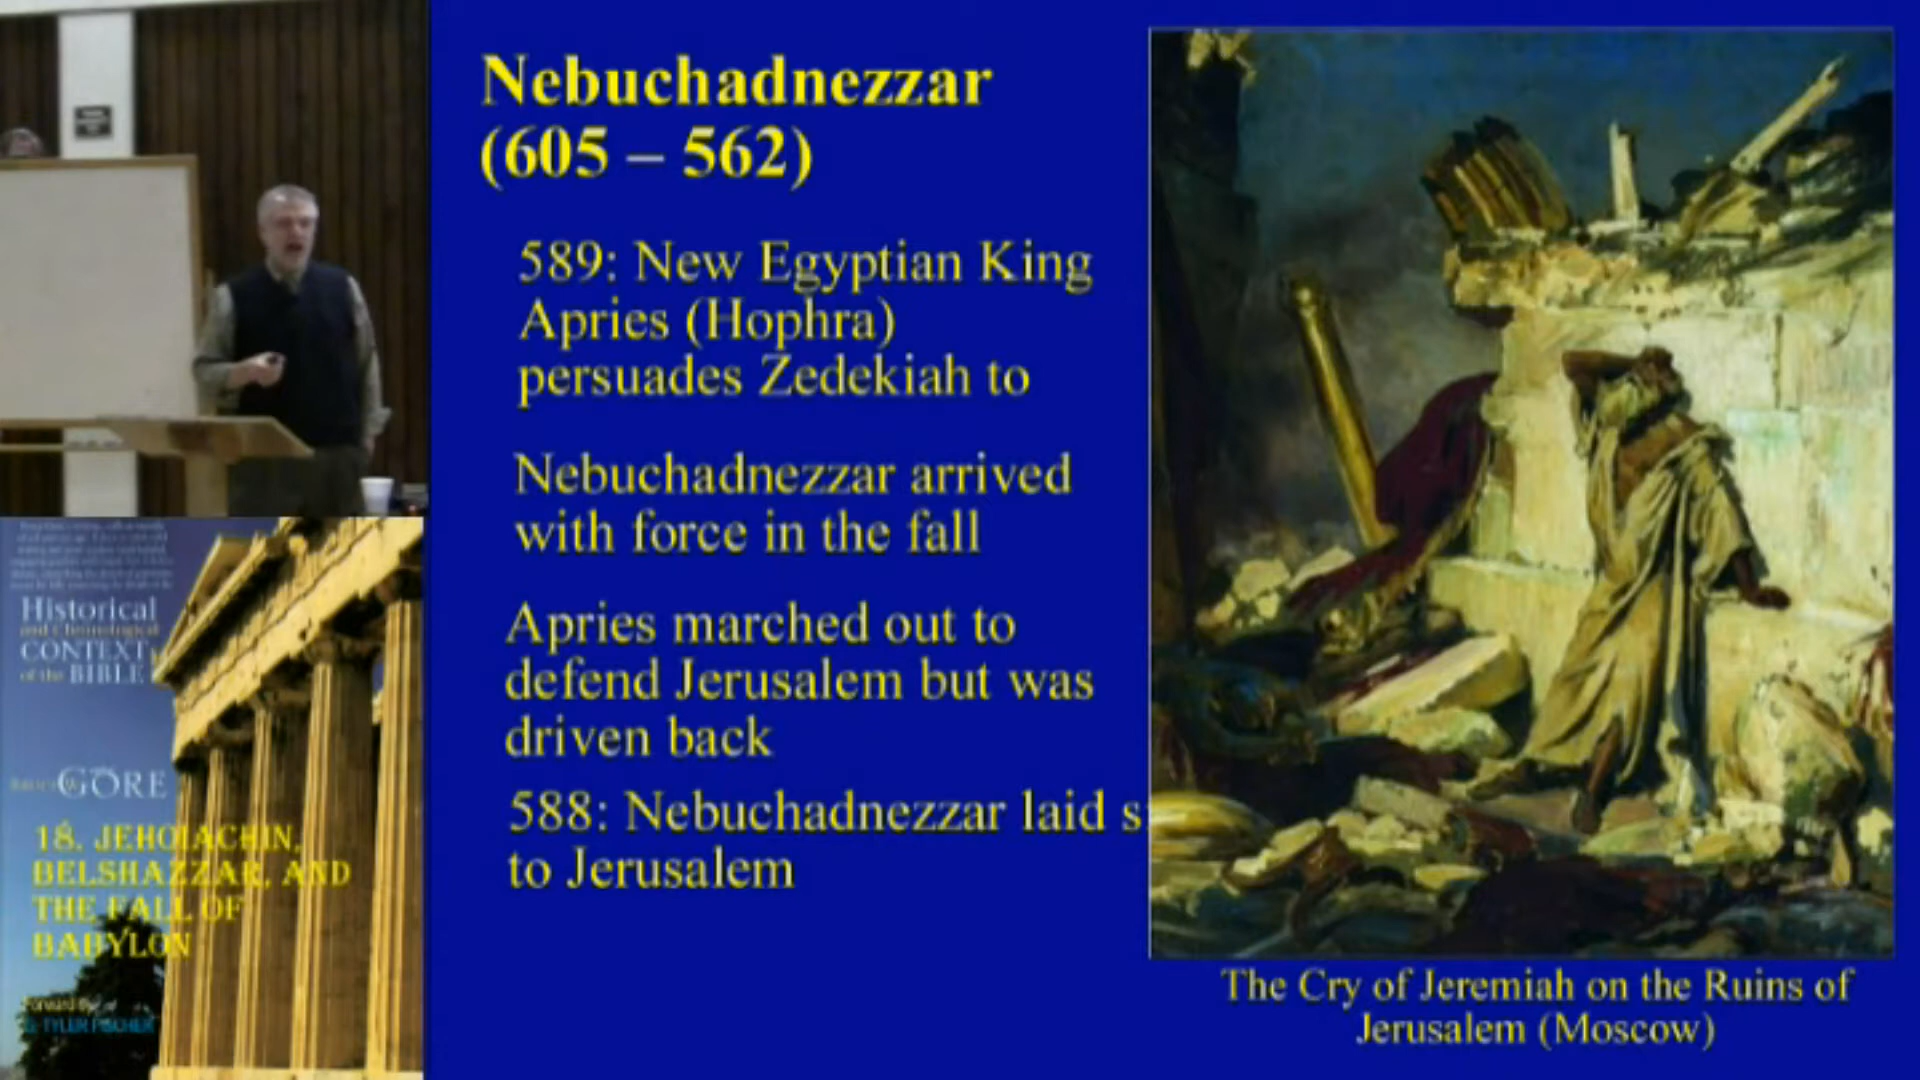 Nebuchadnezzar
(605 – 562)
589: New Egyptian King
Apries (Hophra)
persuades Zedekiah to
Nebuchadnezzar arrived
with force in the fall
Apries marched out to
defend Jerusalem but was
driven back
588: Nebuchadnezzar laid
to Jerusalem
The Cry of Jeremiah on the Ruins of
Jerusalem (Moscow)
Historical
and Chronological
CONTEXT
of the BIBLE
GORE
18. JEHOIACHIN,
BELSHAZZAR, AND
THE FALL OF
BABYLON
Forward By
G. TYLER FISCHER